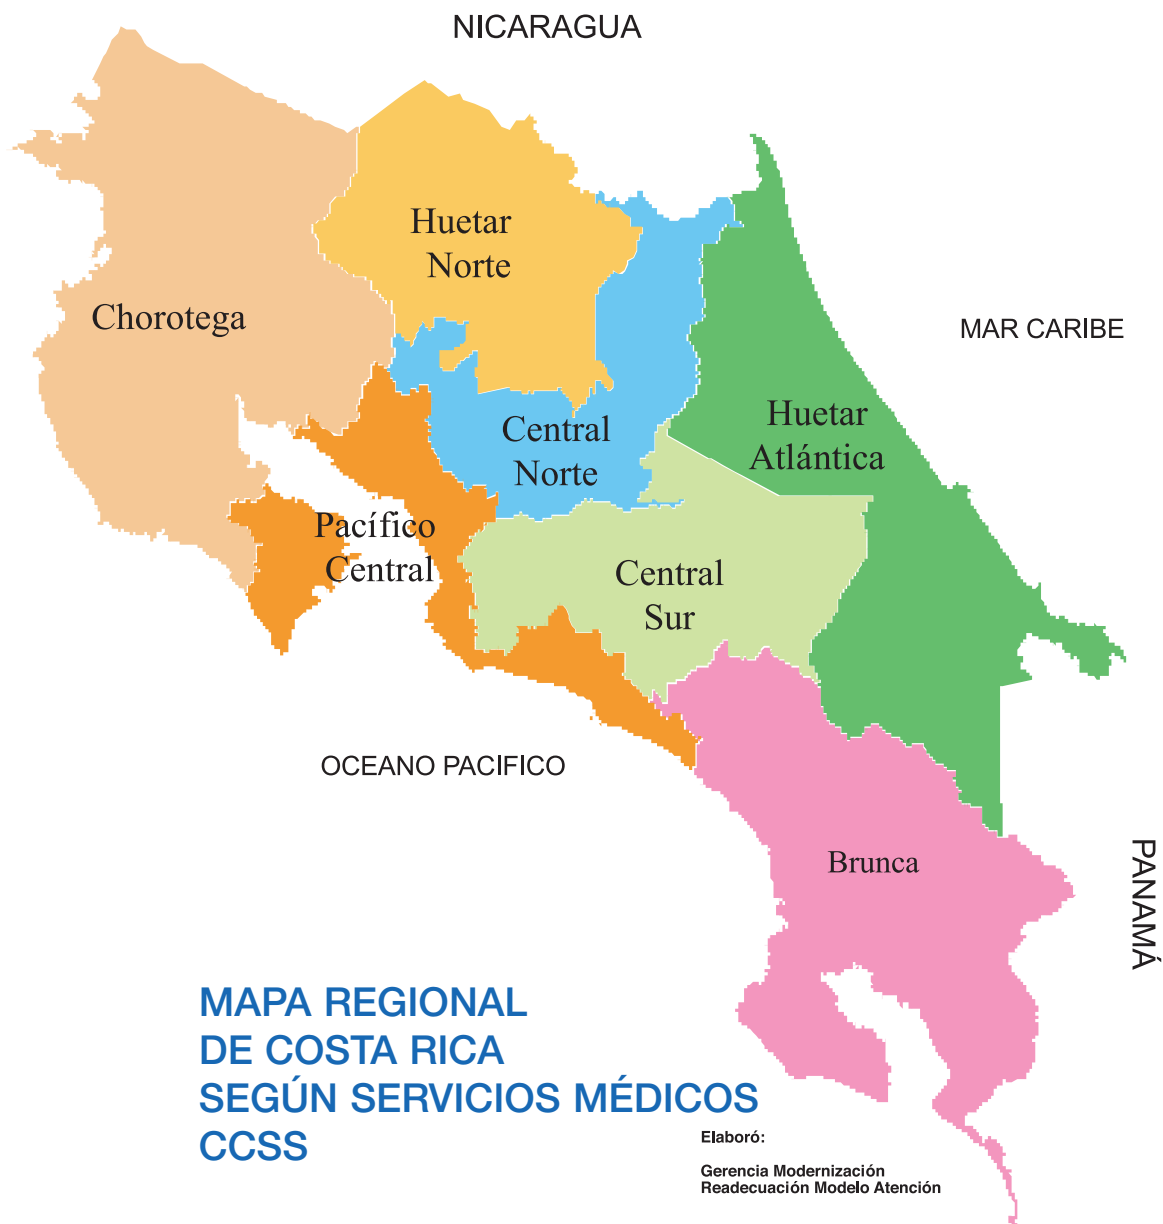 NICARAGUA
Huetar
Norte
Chorotega
MAR CARIBE
Huetar
Atlántica
Central
Norte
Pacífico
Central
Central
Sur
OCEANO PACÍFICO
Brunca
PANAMÁ
MAPA REGIONAL
DE COSTA RICA
SEGÚN SERVICIOS MÉDICOS
CCSS
Elaboró:
Gerencia Modernización
Readecuación Modelo Atención